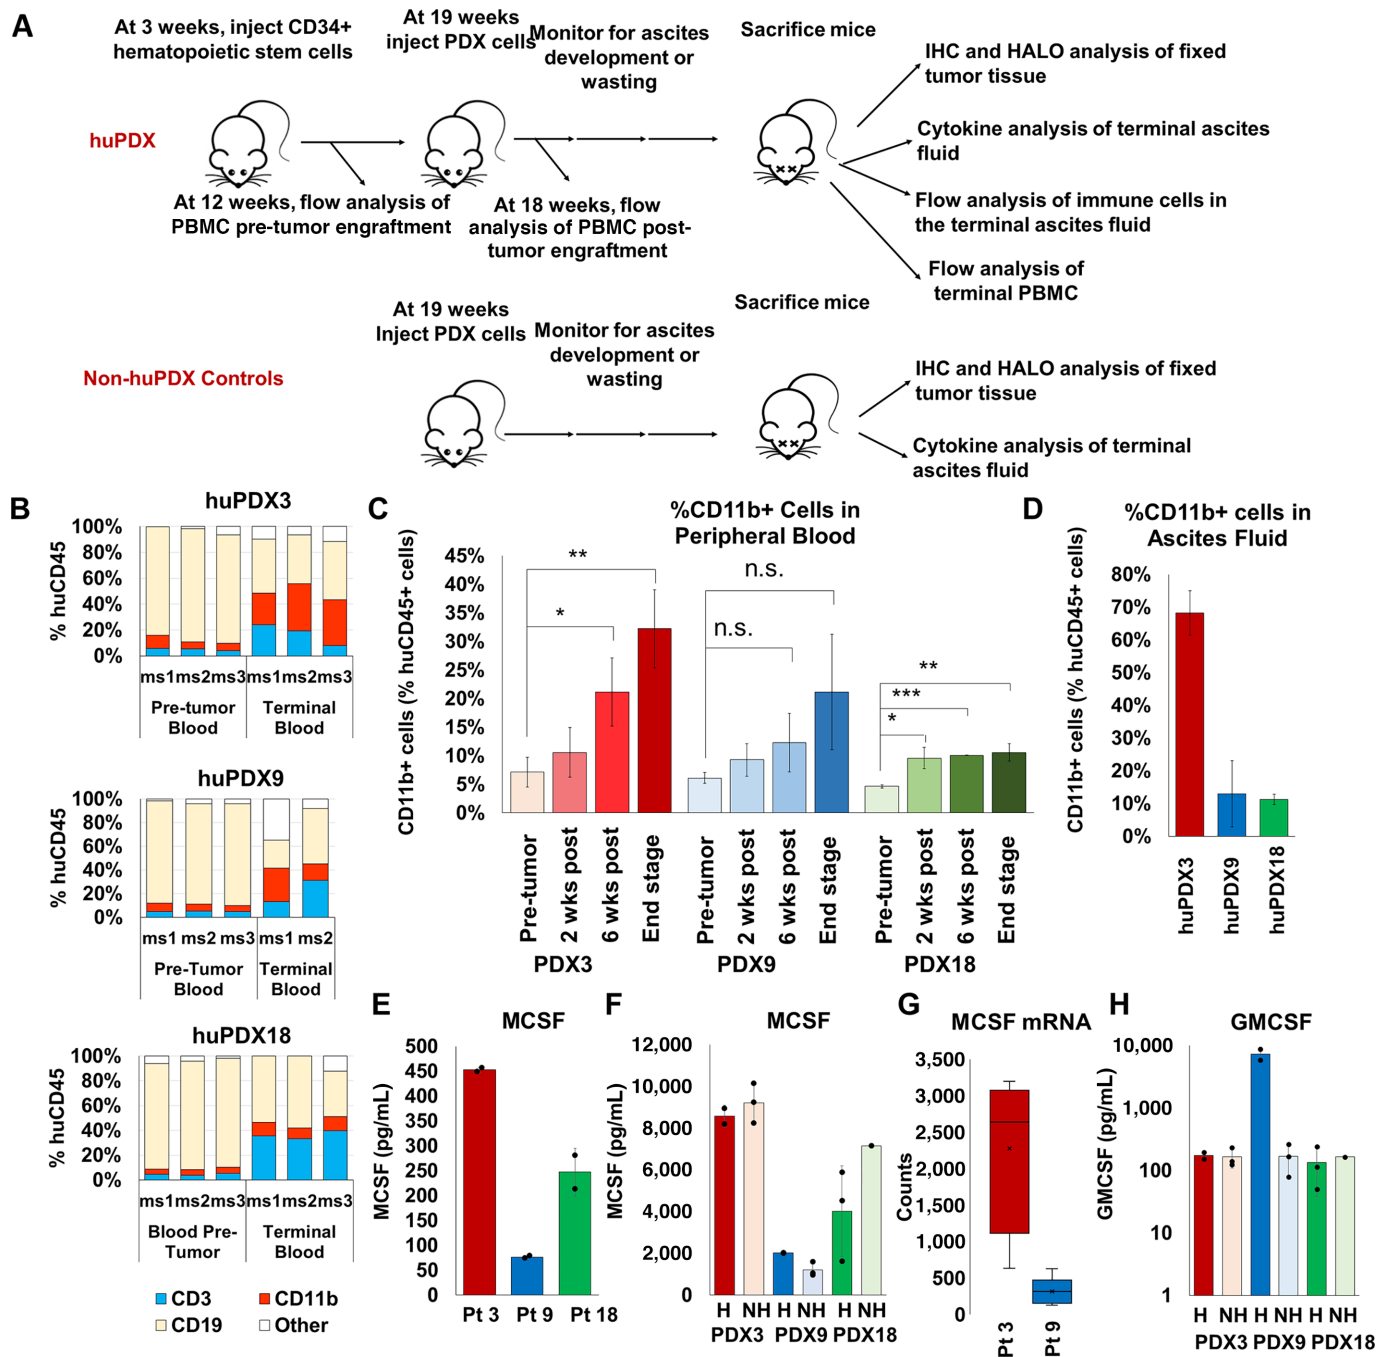 A
At 3 weeks, inject CD34+
hematopoietic stem cells
At 19 weeks
inject PDX cells
Monitor for ascites
development or
wasting
Sacrifice mice
IHC and HALO analysis of fixed
tumor tissue
huPDX
Cytokine analysis of terminal ascites
fluid
At 12 weeks, flow analysis of
PBMC pre-tumor engraftment
At 18 weeks, flow
analysis of PBMC post-
tumor engraftment
Flow analysis of immune cells in
the terminal ascites fluid
Flow analysis of
terminal PBMC
At 19 weeks
Inject PDX cells
Monitor for ascites
development or
wasting
Sacrifice mice
Non-huPDX Controls
IHC and HALO analysis of fixed
tumor tissue
Cytokine analysis of terminal
ascites fluid
B
huPDX3
% huCD45
100%
80%
60%
40%
20%
0%
ms1 ms2 ms3 ms1 ms2 ms3
Pre-tumor
Blood
Terminal
Blood
huPDX9
% huCD45
100%
80%
60%
40%
20%
0%
ms1 ms2 ms3 ms1 ms2
Pre-Tumor
Blood
Terminal
Blood
huPDX18
% huCD45
100%
80%
60%
40%
20%
0%
ms1 ms2 ms3 ms1 ms2 ms3
Blood Pre-
Tumor
Terminal
Blood
CD3
CD11b
CD19
Other
C
%CD11b+ Cells in
Peripheral Blood
CD11b+ cells (% huCD45+ cells)
45%
40%
35%
30%
25%
20%
15%
10%
5%
0%
**
*
n.s.
n.s.
**
***
*
Pre-tumor
2 wks post
6 wks post
End stage
Pre-tumor
2 wks post
6 wks post
End stage
Pre-tumor
2 wks post
6 wks post
End stage
PDX3
PDX9
PDX18
D
%CD11b+ cells in
Ascites Fluid
CD11b+ cells (% huCD45+ cells)
80%
70%
60%
50%
40%
30%
20%
10%
0%
huPDX3
huPDX9
huPDX18
E
MCSF
MCSF (pg/mL)
500
450
400
350
300
250
200
150
100
50
0
Pt 3 Pt 9 Pt 18
F
MCSF
MCSF (pg/mL)
12,000
10,000
8,000
6,000
4,000
2,000
0
H NH H NH H NH
PDX3 PDX9 PDX18
G
MCSF mRNA
Counts
3,500
3,000
2,500
2,000
1,500
1,000
500
0
Pt 3
Pt 9
H
GMCSF
GMCSF (pg/mL)
10,000
1,000
100
10
1
H NH H NH H NH
PDX3 PDX9 PDX18